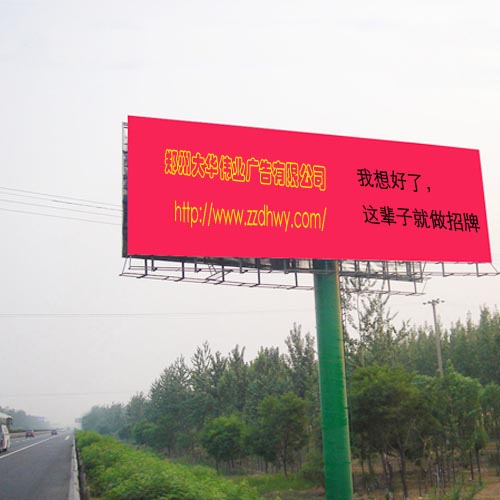 郑州大华伟业广告有限公司
http://www.zzdhwy.com/
我想好了，
这辈子就做招牌